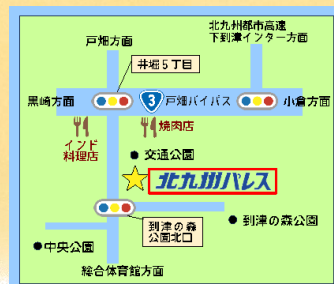 北九州都市高速
下到津インター方面
戸畑方面
井堀5丁目
黒崎方面
3
戸畑バイパス
小倉方面
インド
料理店
焼肉店
交通公園
北九州パレス
到津の森
公園北口
到津の森公園
中央公園
総合体育館方面